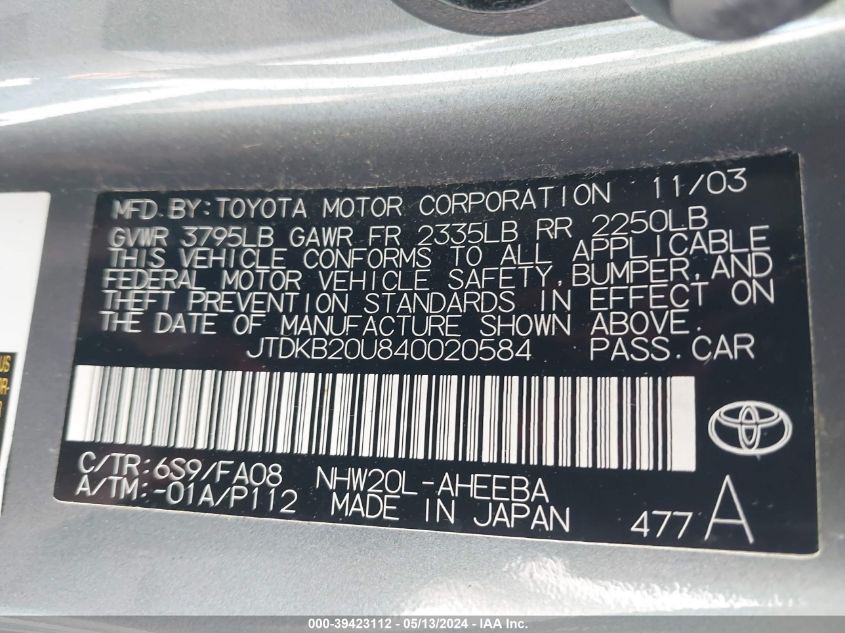 MFD. BY: TOYOTA MOTOR CORPORATION 11/03
GVWR 3795LB GAWR FR 2335LB RR 2250LB
THIS VEHICLE CONFORMS TO ALL APPLICABLE
FEDERAL MOTOR VEHICLE SAFETY, BUMPER, AND
THEFT PREVENTION STANDARDS IN EFFECT ON
THE DATE OF MANUFACTURE SHOWN ABOVE.
JTDKB20U840020584 PASS. CAR
C/TR: 6S9/FA08 NHW20L-AHEEBA
A/TM: -01A/P112 MADE IN JAPAN
477 A
000-39423112 - 05/13/2024 - IAA Inc.